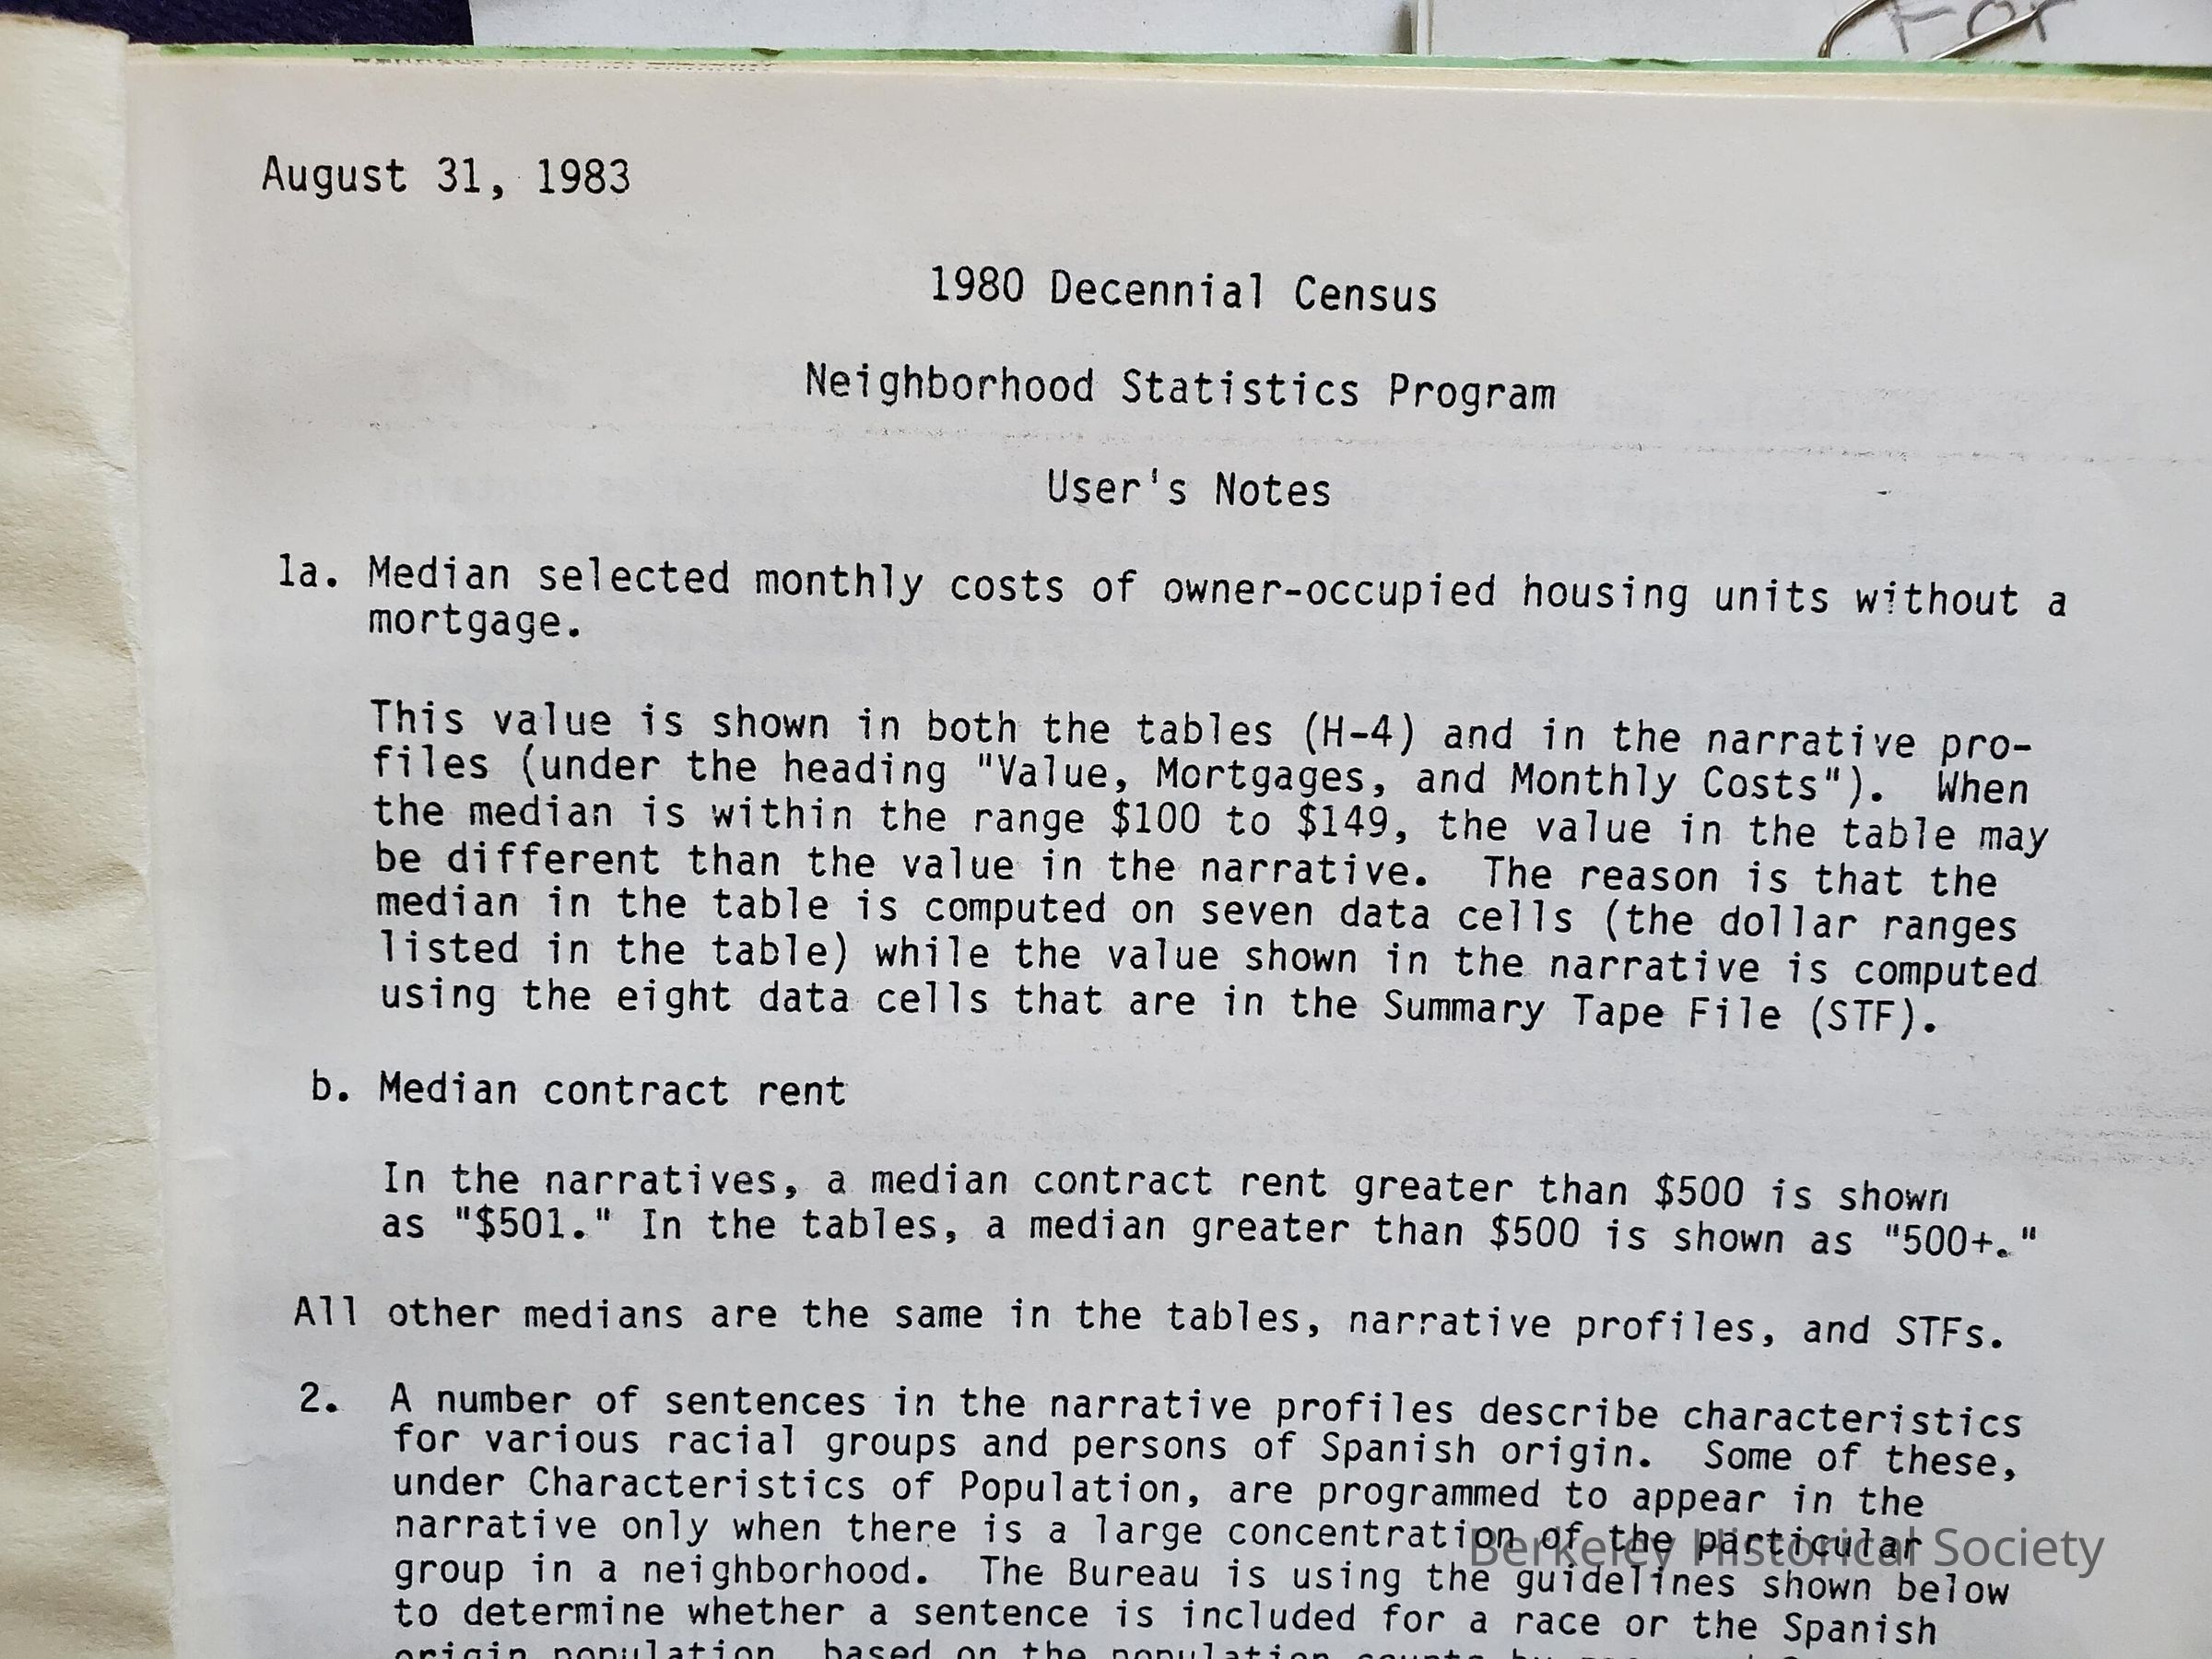 For
August 31, 1983
1980 Decennial Census
Neighborhood Statistics Program
User's Notes
1a. Median selected monthly costs of owner-occupied housing units without a
mortgage.
This value is shown in both the tables (H-4) and in the narrative pro-
files (under the heading "Value, Mortgages, and Monthly Costs"). When
the median is within the range $100 to $149, the value in the table may
be different than the value in the narrative. The reason is that the
median in the table is computed on seven data cells (the dollar ranges
listed in the table) while the value shown in the narrative is computed
using the eight data cells that are in the Summary Tape File (STF).
b. Median contract rent
In the narratives, a median contract rent greater than $500 is shown
as "$501." In the tables, a median greater than $500 is shown as "500+."
All other medians are the same in the tables, narrative profiles, and STFs.
2. A number of sentences in the narrative profiles describe characteristics
for various racial groups and persons of Spanish origin. Some of these,
under Characteristics of Population, are programmed to appear in the
narrative only when there is a large concentration of the particular
group in a neighborhood. The Bureau is using the guidelines shown below
to determine whether a sentence is included for a race or the Spanish
origin population, based on the population counts by
Berkeley Historical Society